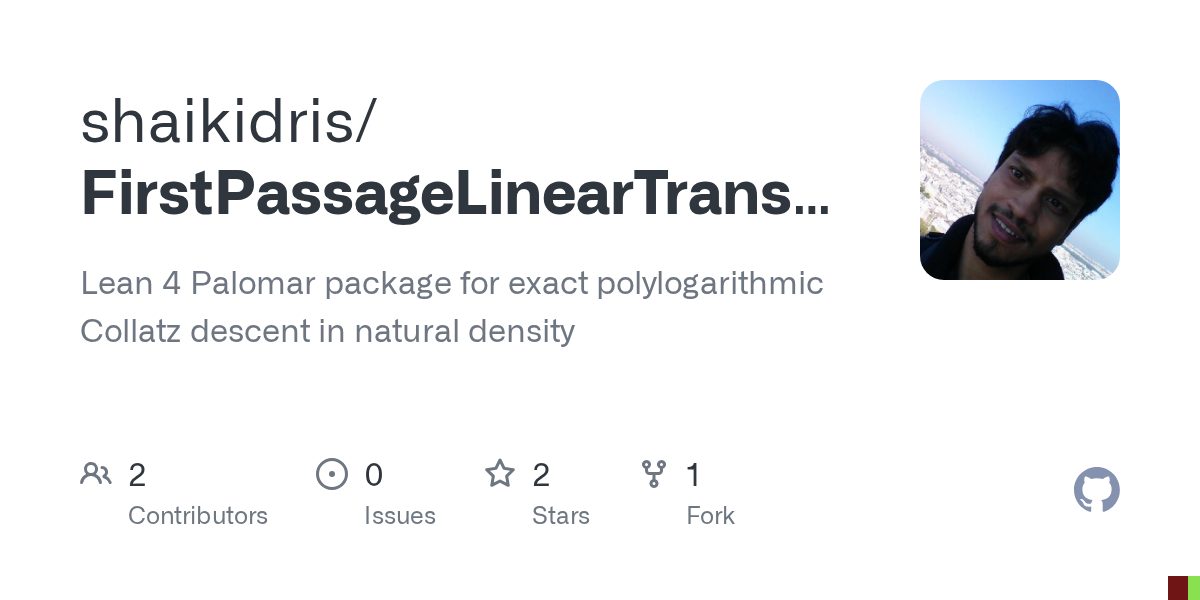 shaikidris/
FirstPassageLinearTrans...
Lean 4 Palomar package for exact polylogarithmic
Collatz descent in natural density
2 0 2 1
Contributors Issues Stars Fork